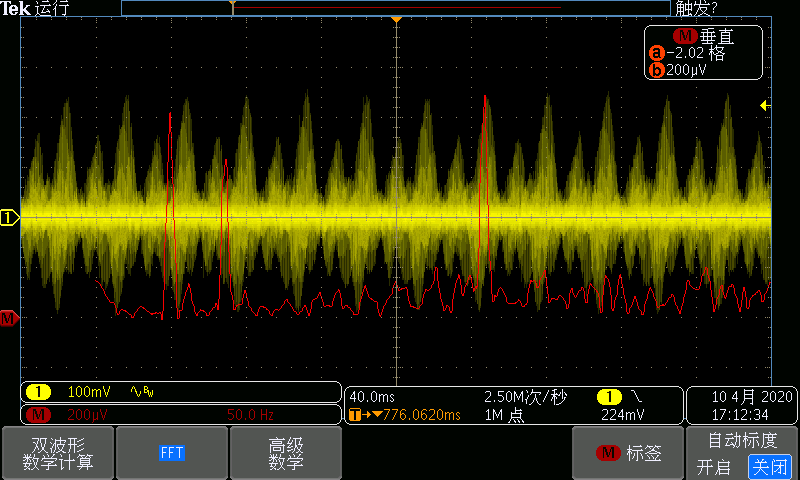 Tek 运行
触发?
M 垂直
a -2.02 格
b 200µV
1
M
1 100mV BW
M 200µV 50.0 Hz
40.0ms 2.50M次/秒 1
T 776.0620ms 1M 点 224mV
10 4月 2020
17:12:34
双波形
数学计算
FFT
高级
数学
M 标签
自动标度
开启 关闭